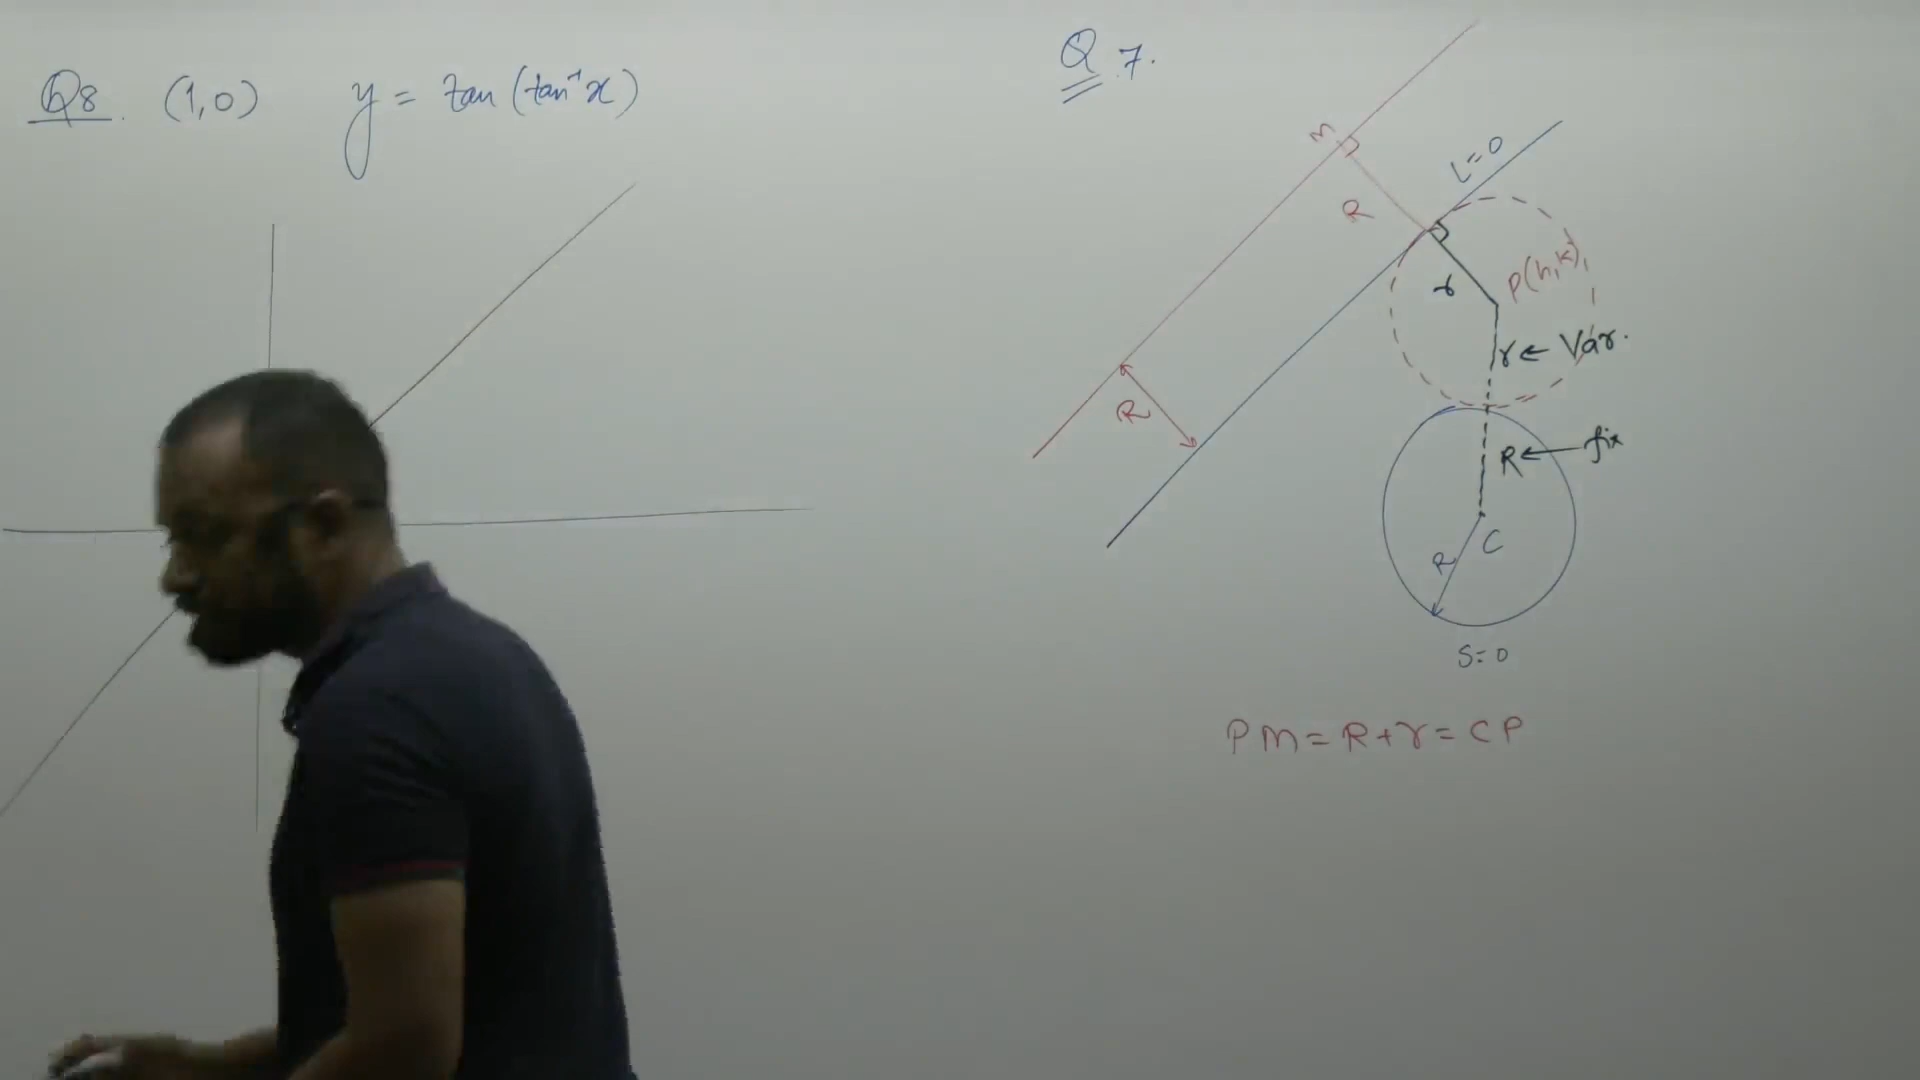 Q8. (1,0) y = tan (tan⁻¹x)
Q.7.
M
L=0
R
P(h,k)
r
r ← Var.
R
R ← fix
C
R
S=0
PM = R+r = CP